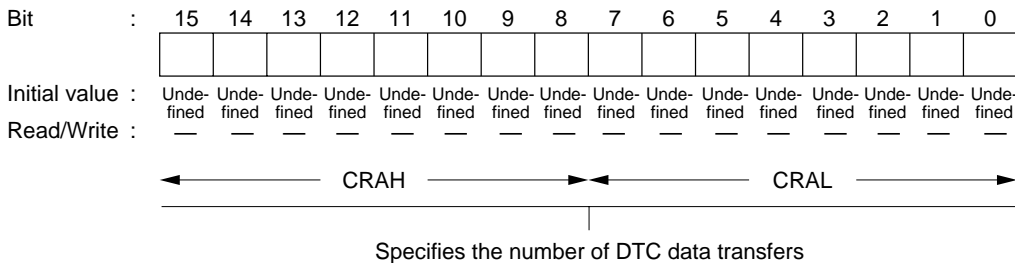 Bit : 15 14 13 12 11 10 9 8 7 6 5 4 3 2 1 0
Initial value : Unde- Unde- Unde- Unde- Unde- Unde- Unde- Unde- Unde- Unde- Unde- Unde- Unde- Unde- Unde- Unde-
fined fined fined fined fined fined fined fined fined fined fined fined fined fined fined fined
Read/Write : — — — — — — — — — — — — — — — —
CRAH CRAL
Specifies the number of DTC data transfers